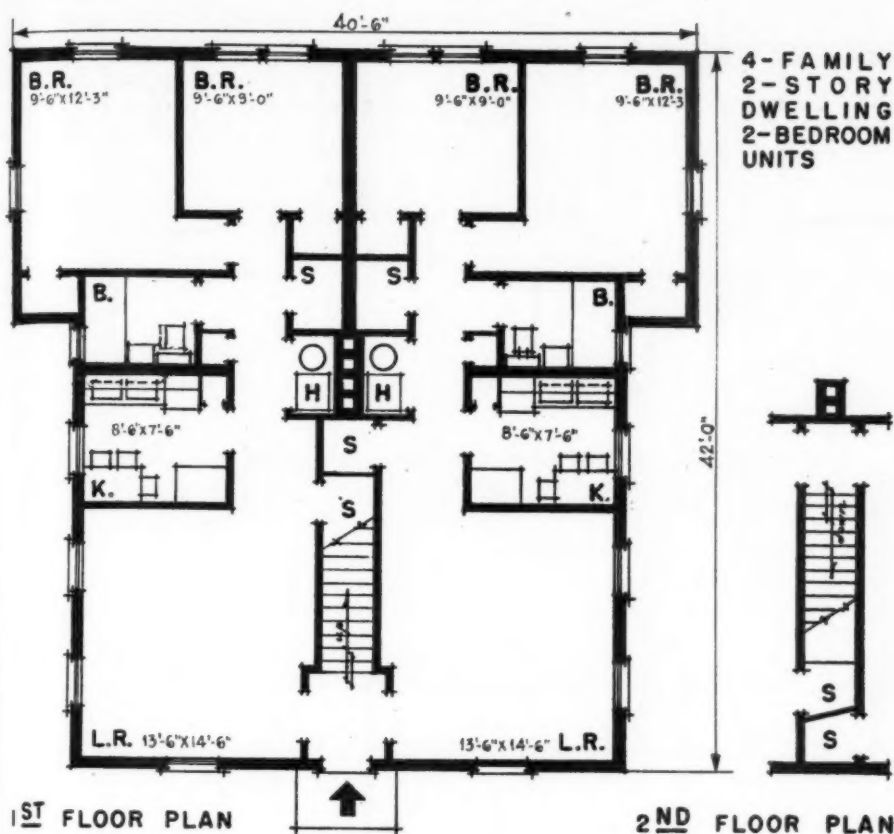 40'-6"
4-FAMILY
2-STORY
DWELLING
2-BEDROOM
UNITS
B.R.
9'-6"X12'-3"
B.R.
9'-6"X9'-0"
B.R.
9'-6"X9'-0"
B.R.
9'-6"X12'-3
S
S
B.
B.
H
H
8'-6"X7'-6"
8'-6"X7'-6"
42'-0"
S
K.
K.
S
S
S
L.R. 13'-6"X14'-6"
13'-6"X14'-6" L.R.
1ST FLOOR PLAN
2ND FLOOR PLAN